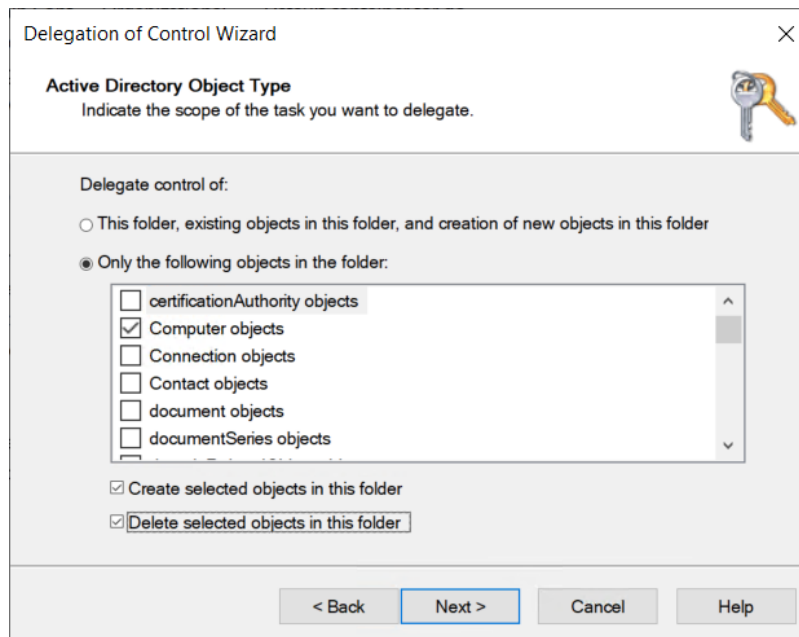 Delegation of Control Wizard
Active Directory Object Type
Indicate the scope of the task you want to delegate.
Delegate control of:
This folder, existing objects in this folder, and creation of new objects in this folder
Only the following objects in the folder:
certificationAuthority objects
Computer objects
Connection objects
Contact objects
document objects
documentSeries objects
Create selected objects in this folder
Delete selected objects in this folder
< Back
Next >
Cancel
Help